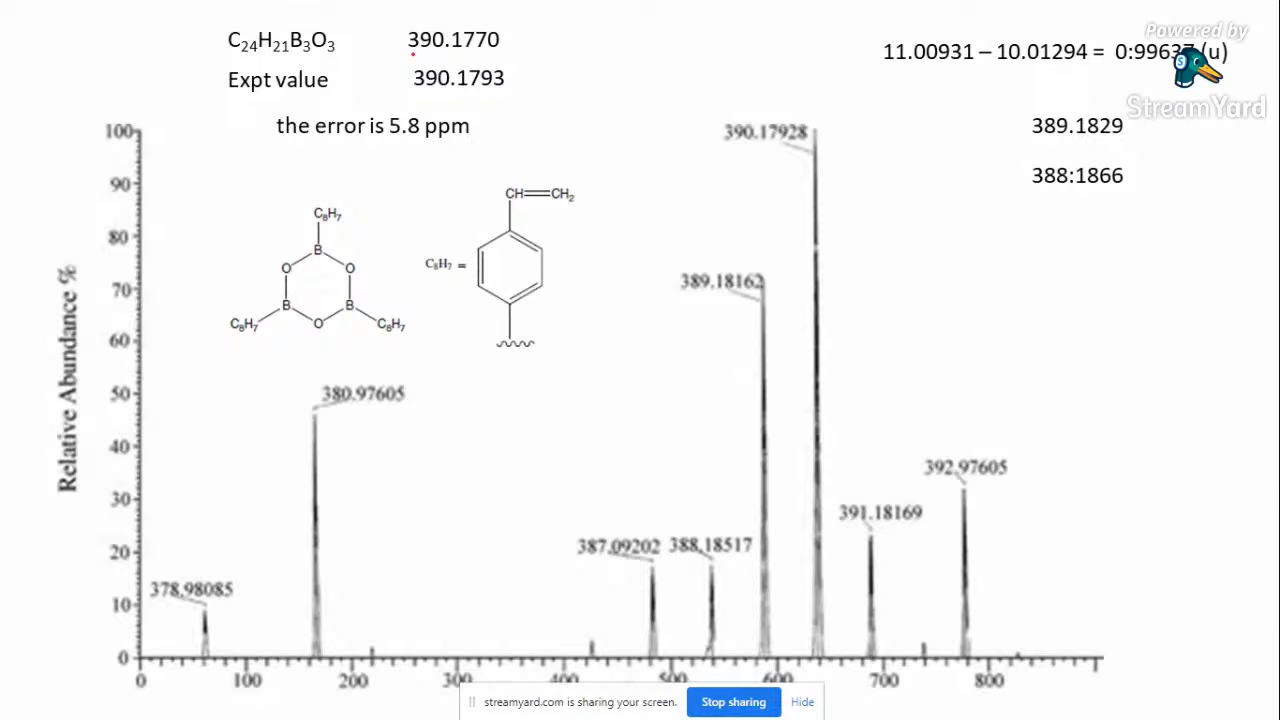 C₂₄H₂₁B₃O₃ 390.1770
Expt value 390.1793
the error is 5.8 ppm
11.00931 – 10.01294 = 0:99637 (u)
389.1829
388:1866
Powered by
S
StreamYard
Relative Abundance %
100
90
80
70
60
50
40
30
20
10
0
378.98085
380.97605
387.09202
388.18517
389.18162
390.17928
391.18169
392.97605
C₈H₇
B
O
O
B
B
O
C₈H₇
C₈H₇
C₈H₇ =
CH
CH₂
0
100
200
300
400
500
600
700
800
streamyard.com is sharing your screen.
Stop sharing
Hide